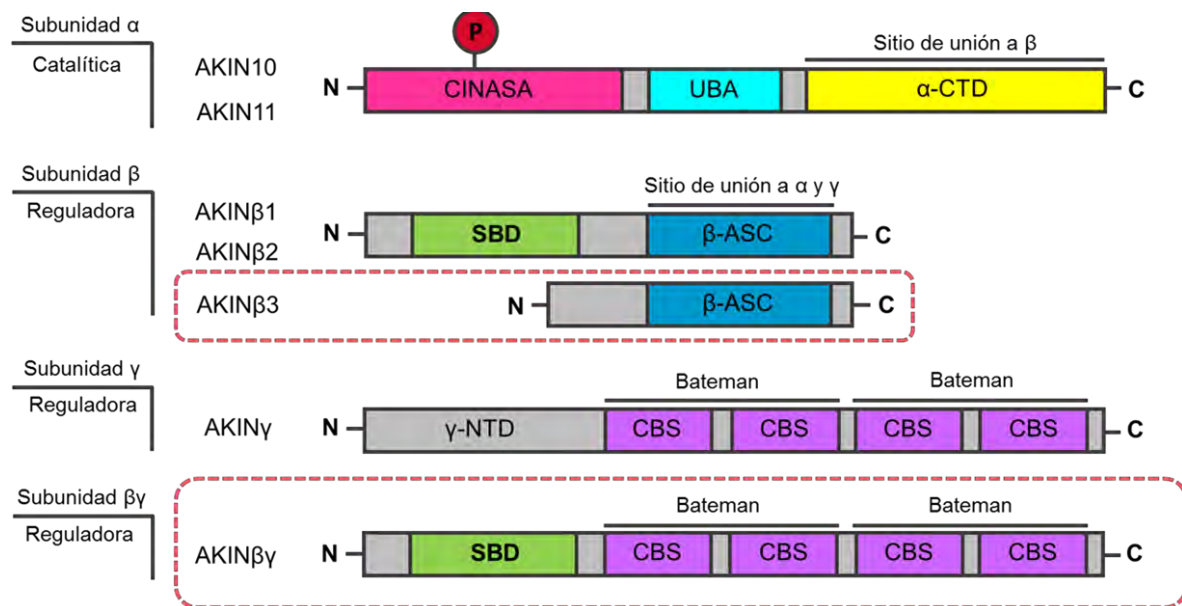 Subunidad α
Catalítica
AKIN10
AKIN11
P
Sitio de unión a β
N CINASA UBA α-CTD C
Subunidad β
Reguladora
AKINβ1
AKINβ2
Sitio de unión a α y γ
N SBD β-ASC C
AKINβ3 N β-ASC C
Subunidad γ
Reguladora
Bateman Bateman
AKINγ N γ-NTD CBS CBS CBS CBS C
Subunidad βγ
Reguladora
Bateman Bateman
AKINβγ N SBD CBS CBS CBS CBS C